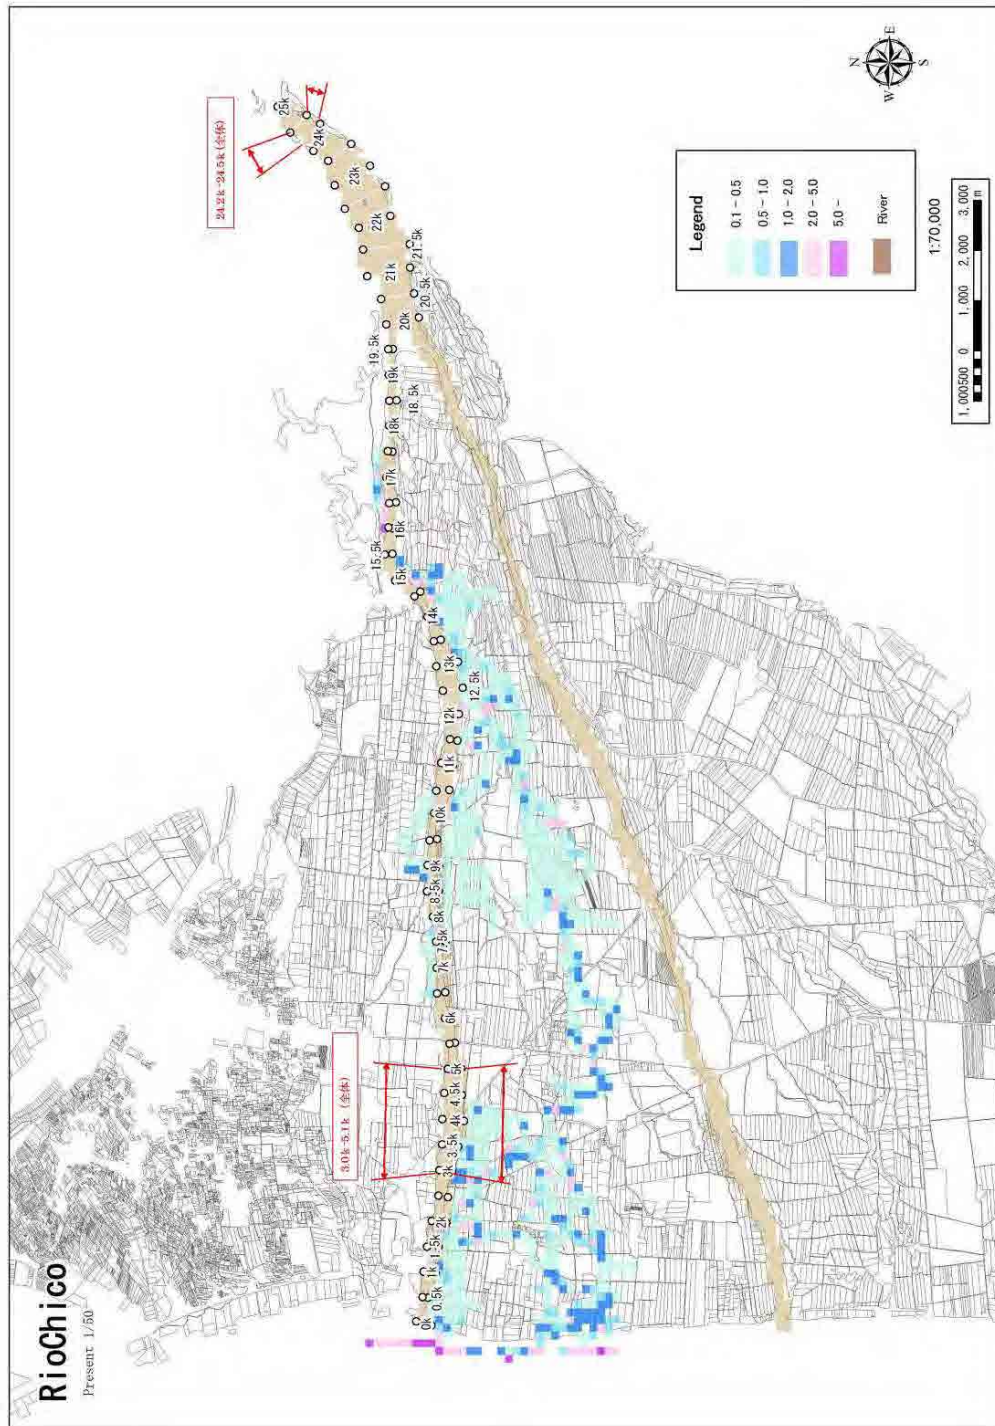 RioChico
Present 1/50
3.0k-5.1k (全体)
24.2k-24.5k (全体)
0k
0.5k
1k
1.5k
2k
3k
3.5k
4k
4.5k
5k
6k
7k
7.5k
8k
8.5k
9k
10k
11k
12k
12.5k
13k
14k
15k
15.5k
16k
17k
18k
18.5k
19k
19.5k
20k
20.5k
21k
21.5k
22k
23k
24k
25k
N
E
S
W
Legend
0.1 - 0.5
0.5 - 1.0
1.0 - 2.0
2.0 - 5.0
5.0 -
River
1:70,000
1,000500 0 1,000 2,000 3,000
m